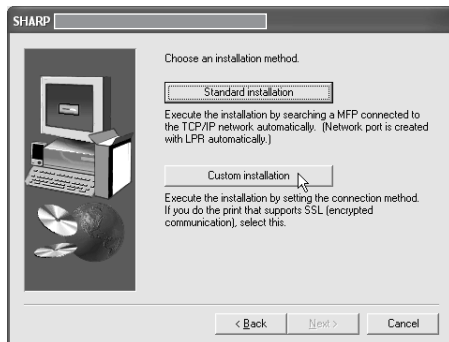 SHARP
Choose an installation method.
Standard installation
Execute the installation by searching a MFP connected to
the TCP/IP network automatically. (Network port is created
with LPR automatically.)
Custom installation
Execute the installation by setting the connection method.
If you do the print that supports SSL (encrypted
communication), select this.
< Back
Next >
Cancel